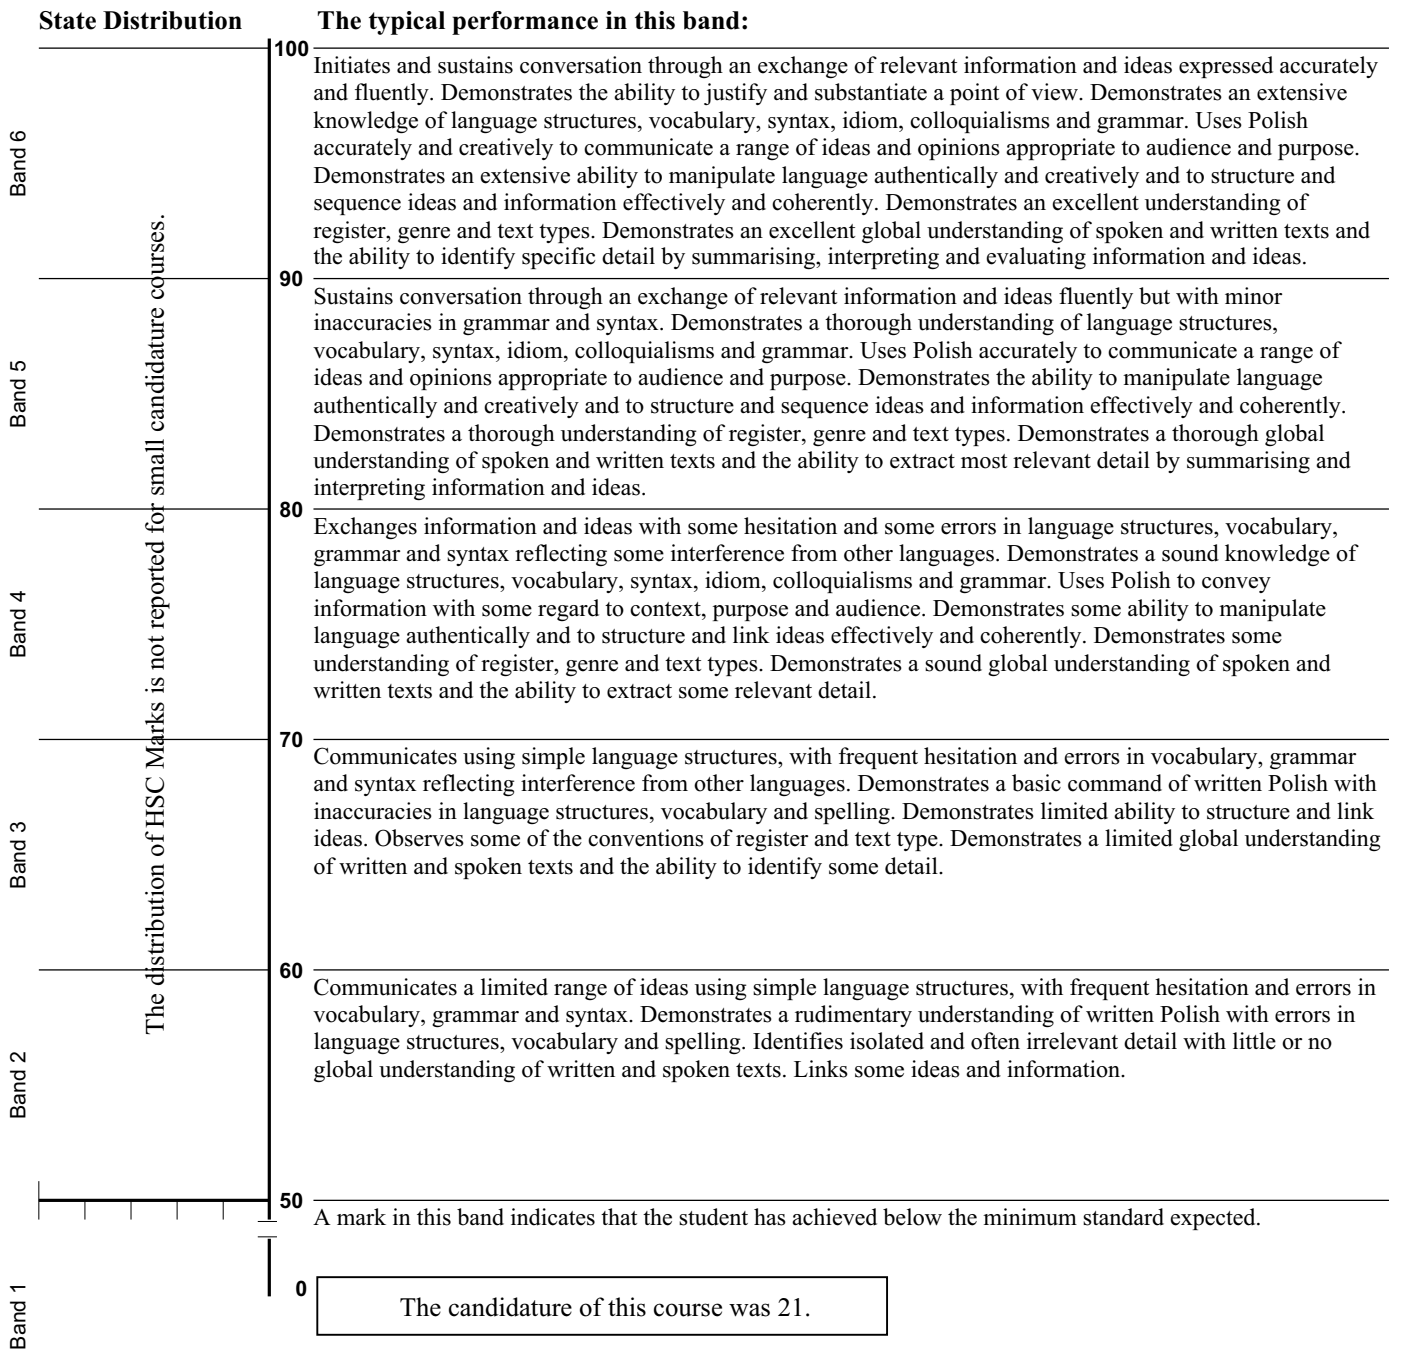 State Distribution
The typical performance in this band:
100
Band 6
Initiates and sustains conversation through an exchange of relevant information and ideas expressed accurately
and fluently. Demonstrates the ability to justify and substantiate a point of view. Demonstrates an extensive
knowledge of language structures, vocabulary, syntax, idiom, colloquialisms and grammar. Uses Polish
accurately and creatively to communicate a range of ideas and opinions appropriate to audience and purpose.
Demonstrates an extensive ability to manipulate language authentically and creatively and to structure and
sequence ideas and information effectively and coherently. Demonstrates an excellent understanding of
register, genre and text types. Demonstrates an excellent global understanding of spoken and written texts and
the ability to identify specific detail by summarising, interpreting and evaluating information and ideas.
The distribution of HSC Marks is not reported for small candidature courses.
90
Band 5
Sustains conversation through an exchange of relevant information and ideas fluently but with minor
inaccuracies in grammar and syntax. Demonstrates a thorough understanding of language structures,
vocabulary, syntax, idiom, colloquialisms and grammar. Uses Polish accurately to communicate a range of
ideas and opinions appropriate to audience and purpose. Demonstrates the ability to manipulate language
authentically and creatively and to structure and sequence ideas and information effectively and coherently.
Demonstrates a thorough understanding of register, genre and text types. Demonstrates a thorough global
understanding of spoken and written texts and the ability to extract most relevant detail by summarising and
interpreting information and ideas.
80
Band 4
Exchanges information and ideas with some hesitation and some errors in language structures, vocabulary,
grammar and syntax reflecting some interference from other languages. Demonstrates a sound knowledge of
language structures, vocabulary, syntax, idiom, colloquialisms and grammar. Uses Polish to convey
information with some regard to context, purpose and audience. Demonstrates some ability to manipulate
language authentically and to structure and link ideas effectively and coherently. Demonstrates some
understanding of register, genre and text types. Demonstrates a sound global understanding of spoken and
written texts and the ability to extract some relevant detail.
70
Band 3
Communicates using simple language structures, with frequent hesitation and errors in vocabulary, grammar
and syntax reflecting interference from other languages. Demonstrates a basic command of written Polish with
inaccuracies in language structures, vocabulary and spelling. Demonstrates limited ability to structure and link
ideas. Observes some of the conventions of register and text type. Demonstrates a limited global understanding
of written and spoken texts and the ability to identify some detail.
60
Band 2
Communicates a limited range of ideas using simple language structures, with frequent hesitation and errors in
vocabulary, grammar and syntax. Demonstrates a rudimentary understanding of written Polish with errors in
language structures, vocabulary and spelling. Identifies isolated and often irrelevant detail with little or no
global understanding of written and spoken texts. Links some ideas and information.
50
A mark in this band indicates that the student has achieved below the minimum standard expected.
Band 1
0
The candidature of this course was 21.